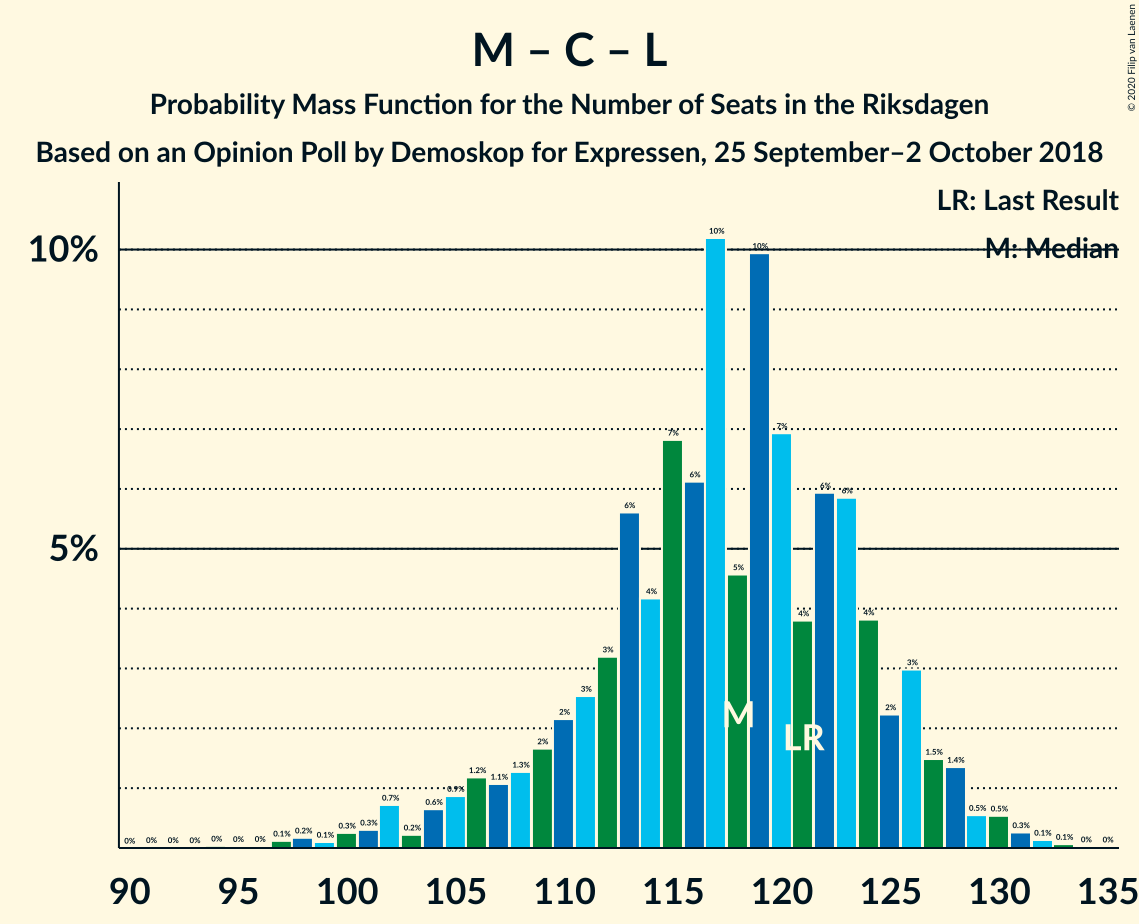 © 2020 Filip van Laenen
M – C – L
Probability Mass Function for the Number of Seats in the Riksdagen
Based on an Opinion Poll by Demoskop for Expressen, 25 September–2 October 2018
LR: Last Result
M: Median
10%
5%
0% 0% 0% 0% 0% 0% 0% 0.1% 0.2% 0.1% 0.3% 0.3% 0.7% 0.2% 0.6% 0.9% 1.2% 1.1% 1.3% 2% 2% 3% 3% 6% 4% 7% 6% 10% 5% 10% 7% 4% 6% 6% 4% 2% 3% 1.5% 1.4% 0.5% 0.5% 0.3% 0.1% 0.1% 0% 0%
M
LR
90 95 100 105 110 115 120 125 130 135